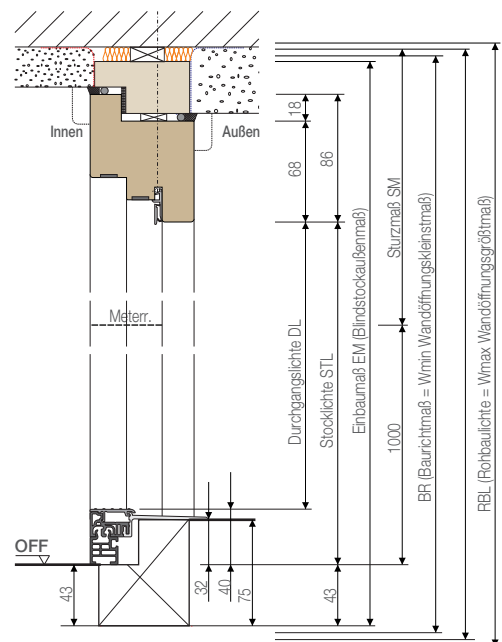 Innen
Außen
18
68
86
Sturzmaß SM
Meterr.
Durchgangslichte DL
Stocklichte STL
Einbaumaß EM (Blindstockaußenmaß)
1000
BR (Baurichtmaß = Wmin Wandöffnungskleinstmaß)
RBL (Rohbaulichte = Wmax Wandöffnungsgrößtmaß)
OFF
43
32
40
75
43